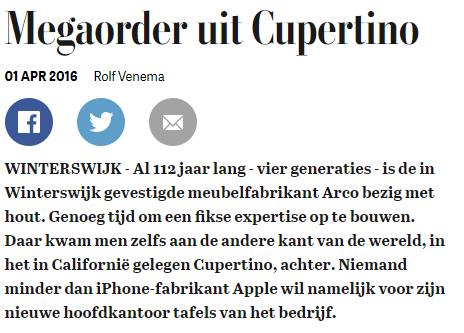 Megaorder uit Cupertino
01 APR 2016 Rolf Venema
WINTERSWIJK - Al 112 jaar lang - vier generaties - is de in
Winterswijk gevestigde meubelfabrikant Arco bezig met
hout. Genoeg tijd om een fikse expertise op te bouwen.
Daar kwam men zelfs aan de andere kant van de wereld, in
het in Californië gelegen Cupertino, achter. Niemand
minder dan iPhone-fabrikant Apple wil namelijk voor zijn
nieuwe hoofdkantoor tafels van het bedrijf.